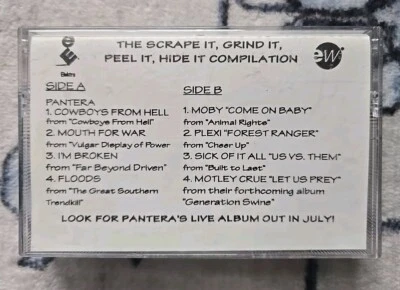 Elektra
THE SCRAPE IT, GRIND IT,
PEEL IT, HiDE IT COMPILATION
ew
SIDE A
PANTERA
1. COWBOYS FROM HELL
from "Cowboys From Hell"
2. MOUTH FOR WAR
from "Vulgar Display of Power
3. I'M BROKEN
from "Far Beyond Driven"
4. FLOODS
from "The Great Southern
Trendkill"
SIDE B
1. MOBY "COME ON BABY"
from "Animal Rights"
2. PLEXI "FOREST RANGER"
from "Cheer Up"
3. SICK OF IT ALL "US VS. THEM"
from "Built to Last"
4. MOTLEY CRUE "LET US PREY"
from their forthcoming album
"Generation Swine"
LOOK FOR PANTERA'S LIVE ALBUM OUT IN JULY!